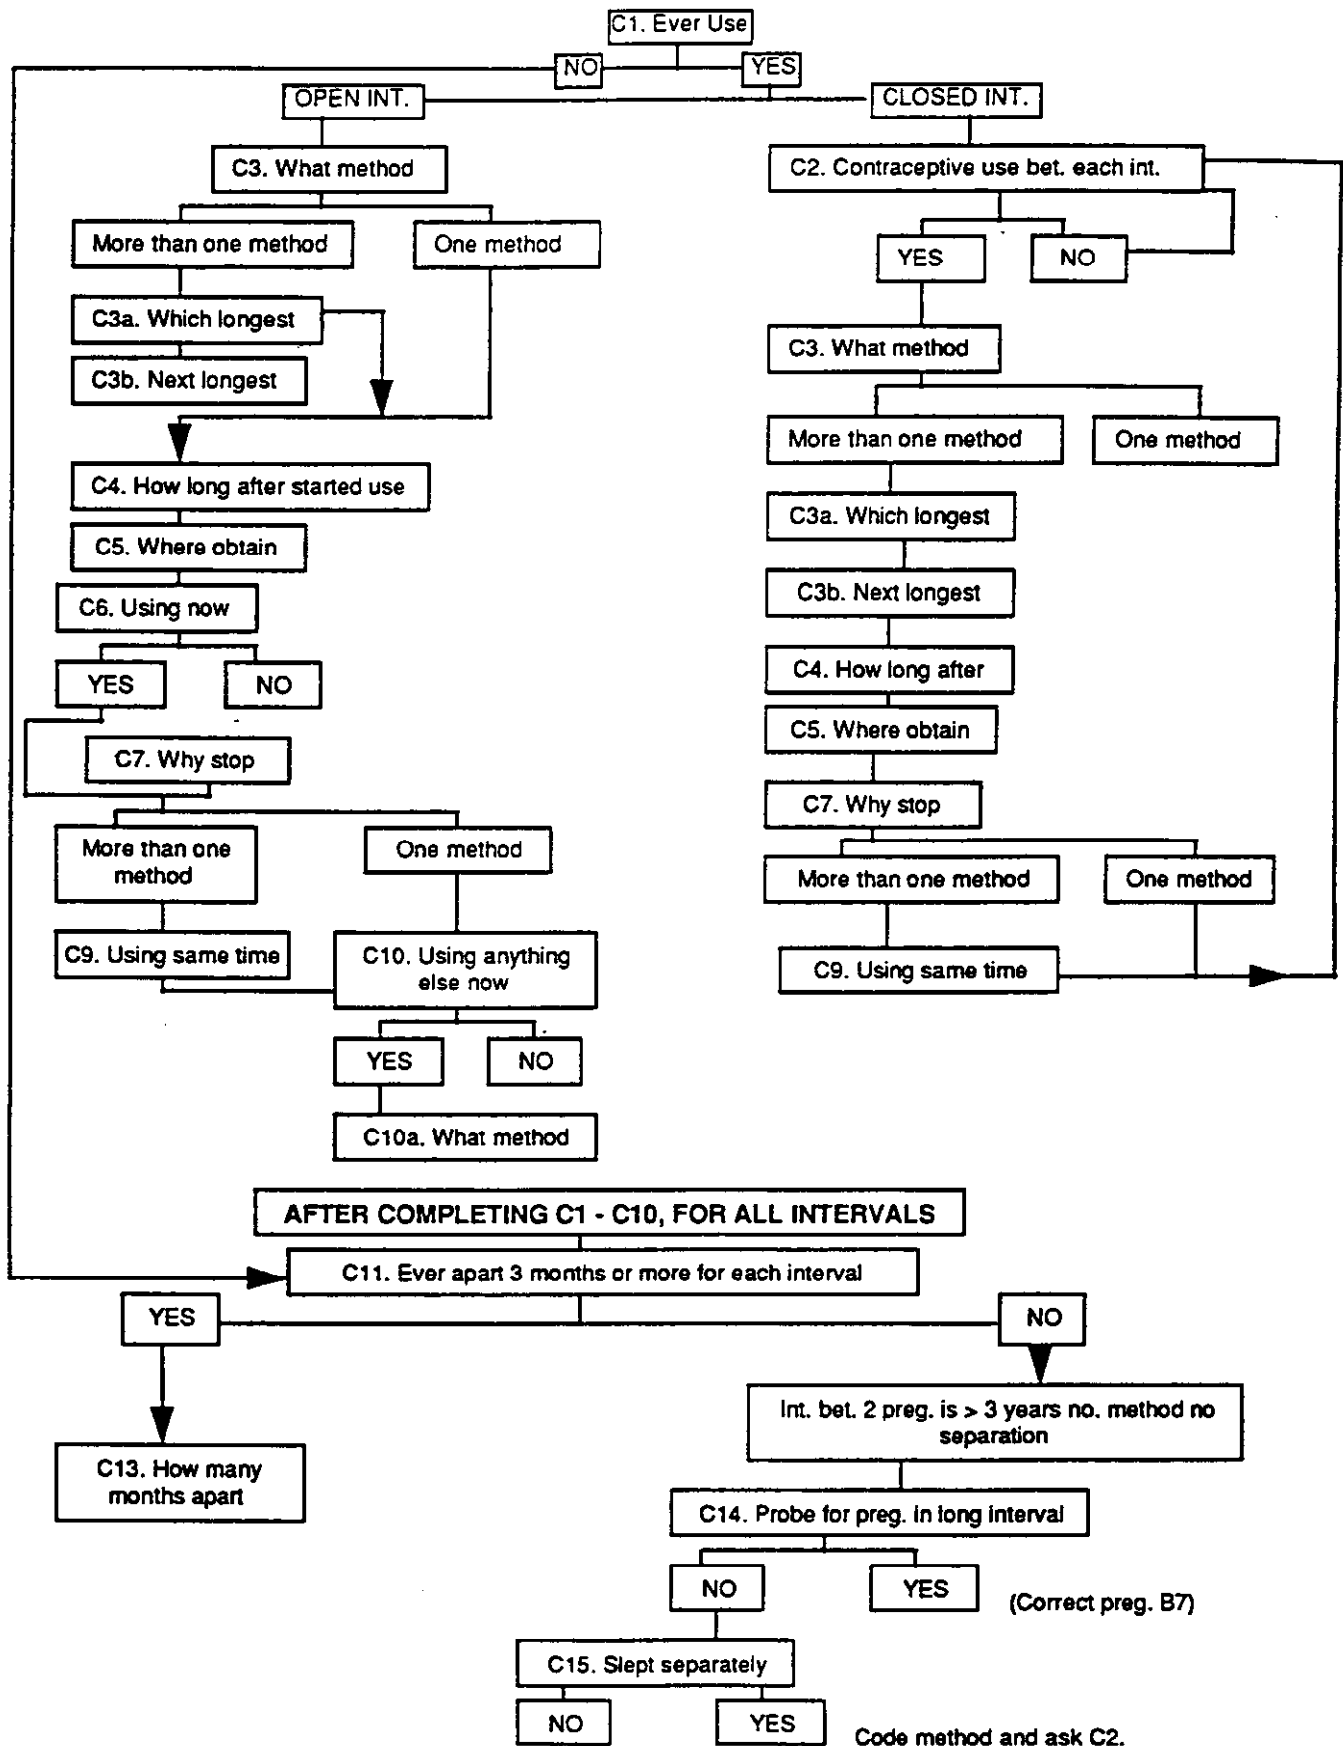 C1. Ever Use
NO
YES
OPEN INT.
CLOSED INT.
C3. What method
More than one method
One method
C3a. Which longest
C3b. Next longest
C4. How long after started use
C5. Where obtain
C6. Using now
YES
NO
C7. Why stop
More than one
method
One method
C9. Using same time
C10. Using anything
else now
YES
NO
C10a. What method
C2. Contraceptive use bet. each int.
YES
NO
C3. What method
More than one method
One method
C3a. Which longest
C3b. Next longest
C4. How long after
C5. Where obtain
C7. Why stop
More than one method
One method
C9. Using same time
AFTER COMPLETING C1 - C10, FOR ALL INTERVALS
C11. Ever apart 3 months or more for each interval
YES
NO
C13. How many
months apart
Int. bet. 2 preg. is > 3 years no. method no
separation
C14. Probe for preg. in long interval
NO
YES
(Correct preg. B7)
C15. Slept separately
NO
YES
Code method and ask C2.